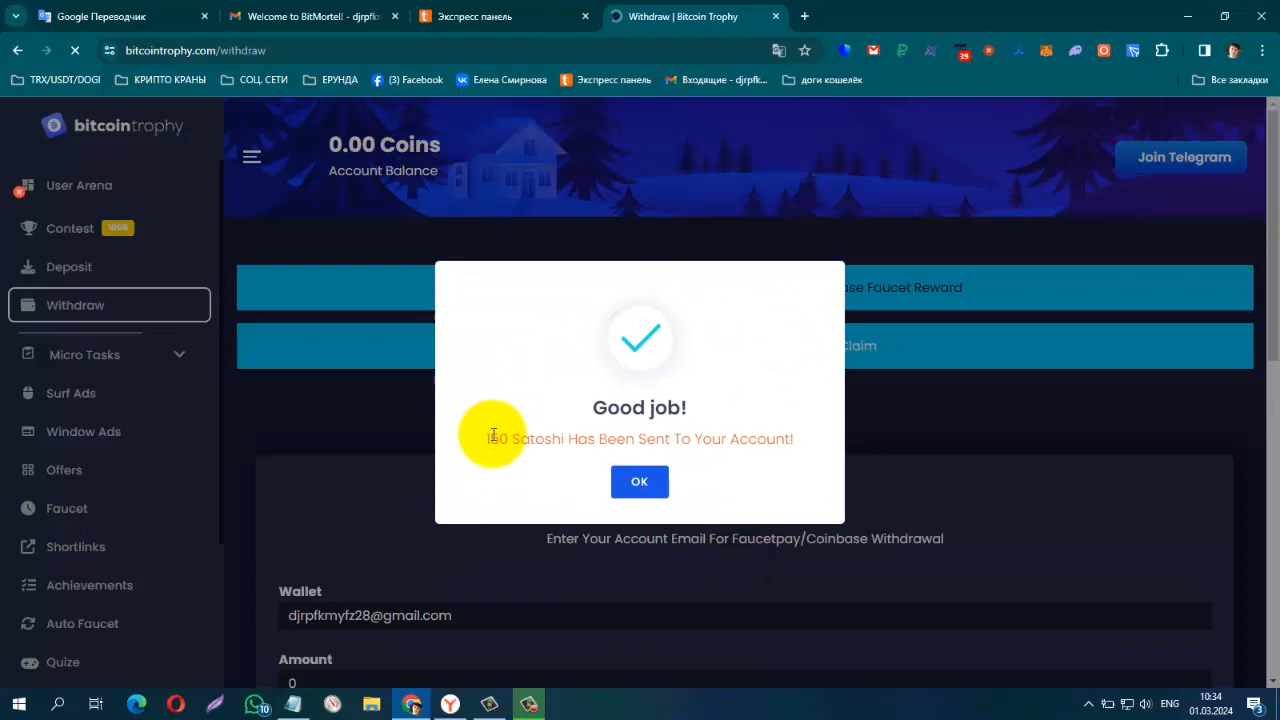 Google Переводчик
Welcome to BitMortel! - djrpfk
Экспресс панель
Withdraw | Bitcoin Trophy
bitcointrophy.com/withdraw
39
TRX/USDT/DOGI
КРИПТО КРАНЫ
СОЦ. СЕТИ
ЕРУНДА
(3) Facebook
Елена Смирнова
Экспресс панель
Входящие - djrpfk...
доги кошелёк
Все закладки
bitcointrophy
0.00 Coins
Account Balance
Join Telegram
User Arena
Contest
Deposit
Withdraw
Micro Tasks
Surf Ads
Window Ads
Offers
Faucet
Shortlinks
Achievements
Auto Faucet
Quize
Faucet Reward
Claim
Good job!
Satoshi Has Been Sent To Your Account!
OK
Enter Your Account Email For Faucetpay/Coinbase Withdrawal
Wallet
djrpfkmyfz28@gmail.com
Amount
0
10
ENG
10:34
01.03.2024
3